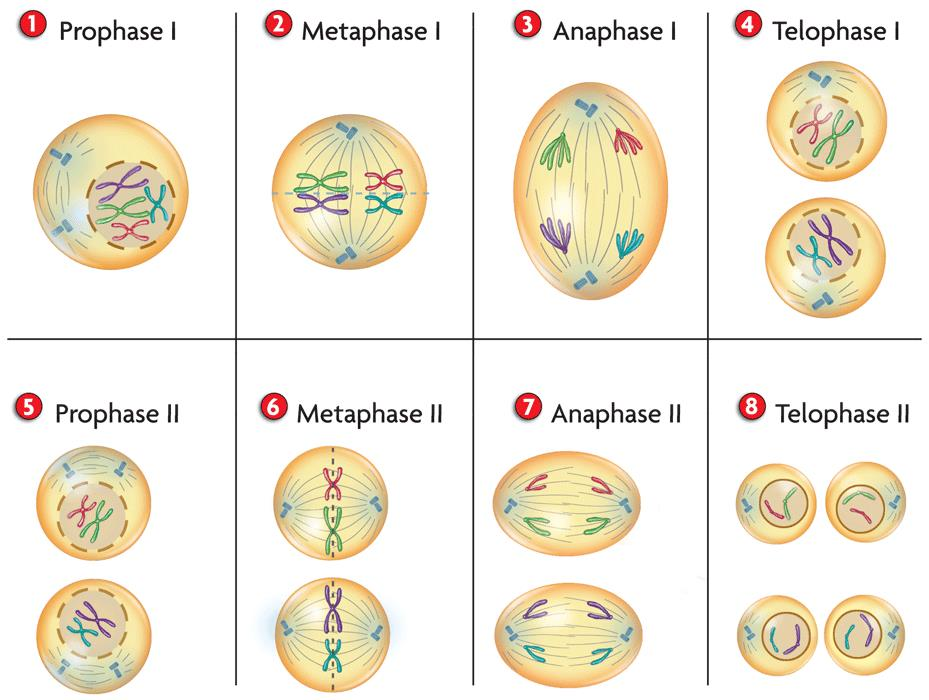 1 Prophase I
2 Metaphase I
3 Anaphase I
4 Telophase I
5 Prophase II
6 Metaphase II
7 Anaphase II
8 Telophase II